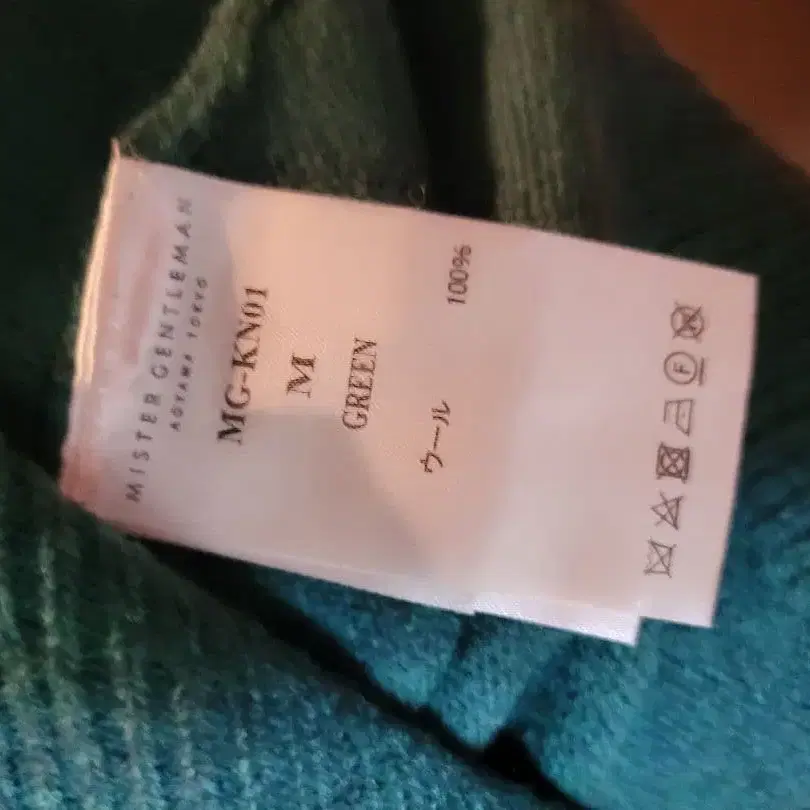 MISTER GENTLEMAN
AOYAMA TOKYO
MG-KN01
M
GREEN
ウール 100%
F